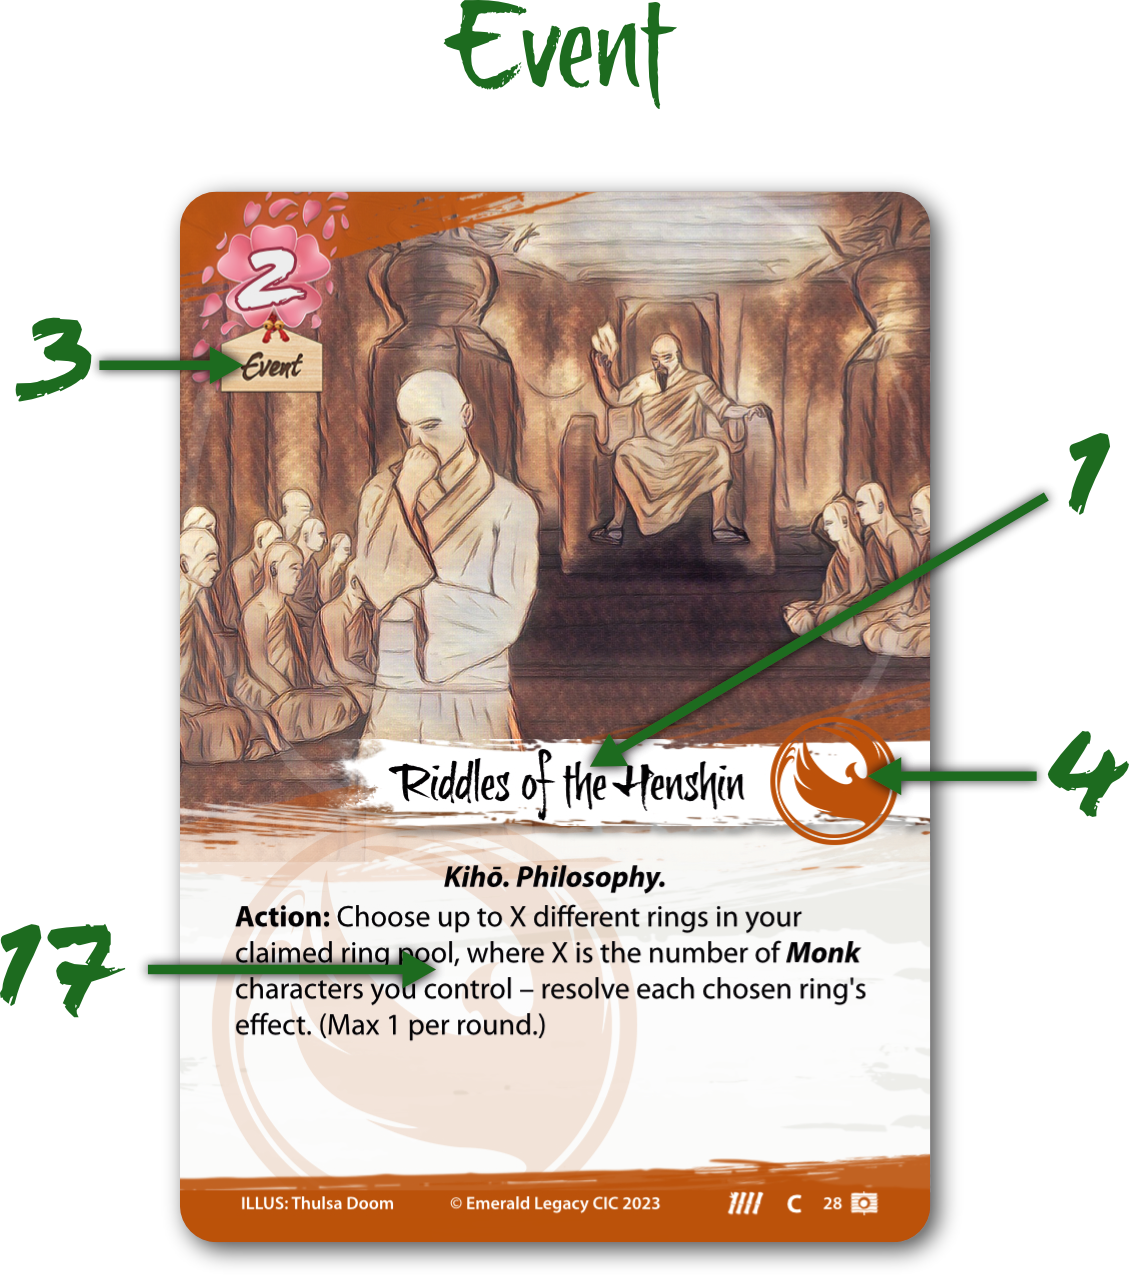 Event
2
3
Event
1
Riddles of the Henshin
4
Kihō. Philosophy.
Action: Choose up to X different rings in your
claimed ring pool, where X is the number of Monk
17
characters you control – resolve each chosen ring's
effect. (Max 1 per round.)
ILLUS: Thulsa Doom © Emerald Legacy CIC 2023 C 28